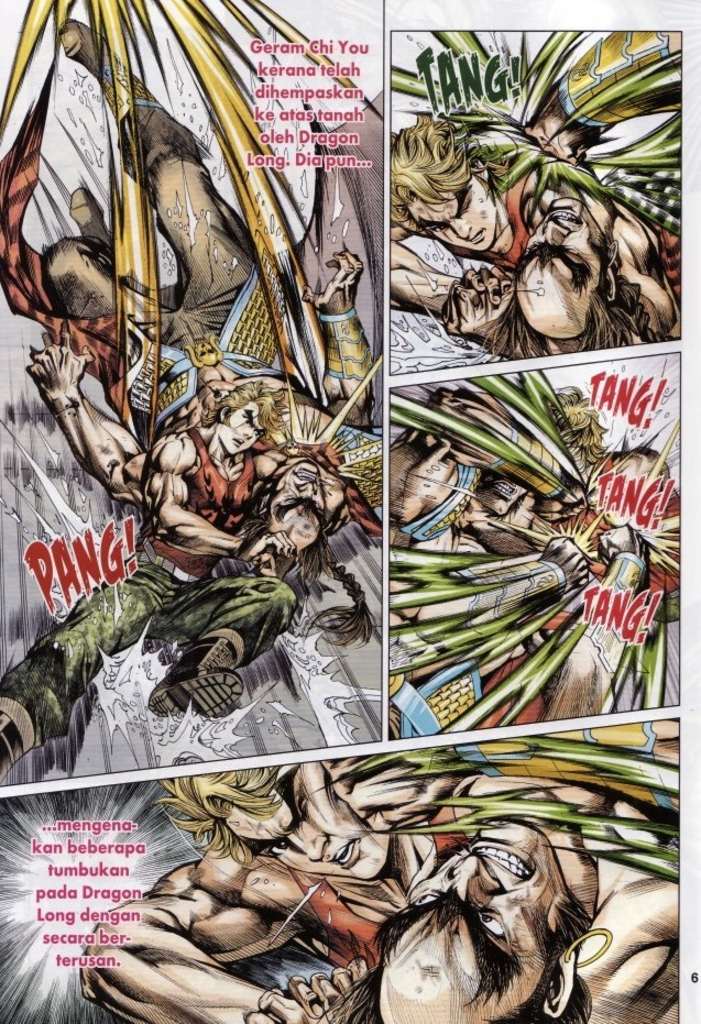 Geram Chi You
kerana telah
dihempaskan
ke atas tanah
oleh Dragon
Long. Dia pun...
PANG!
TANG!
TANG!
TANG!
TANG!
...mengena-
kan beberapa
tumbukan
pada Dragon
Long dengan
secara ber-
terusan.
6